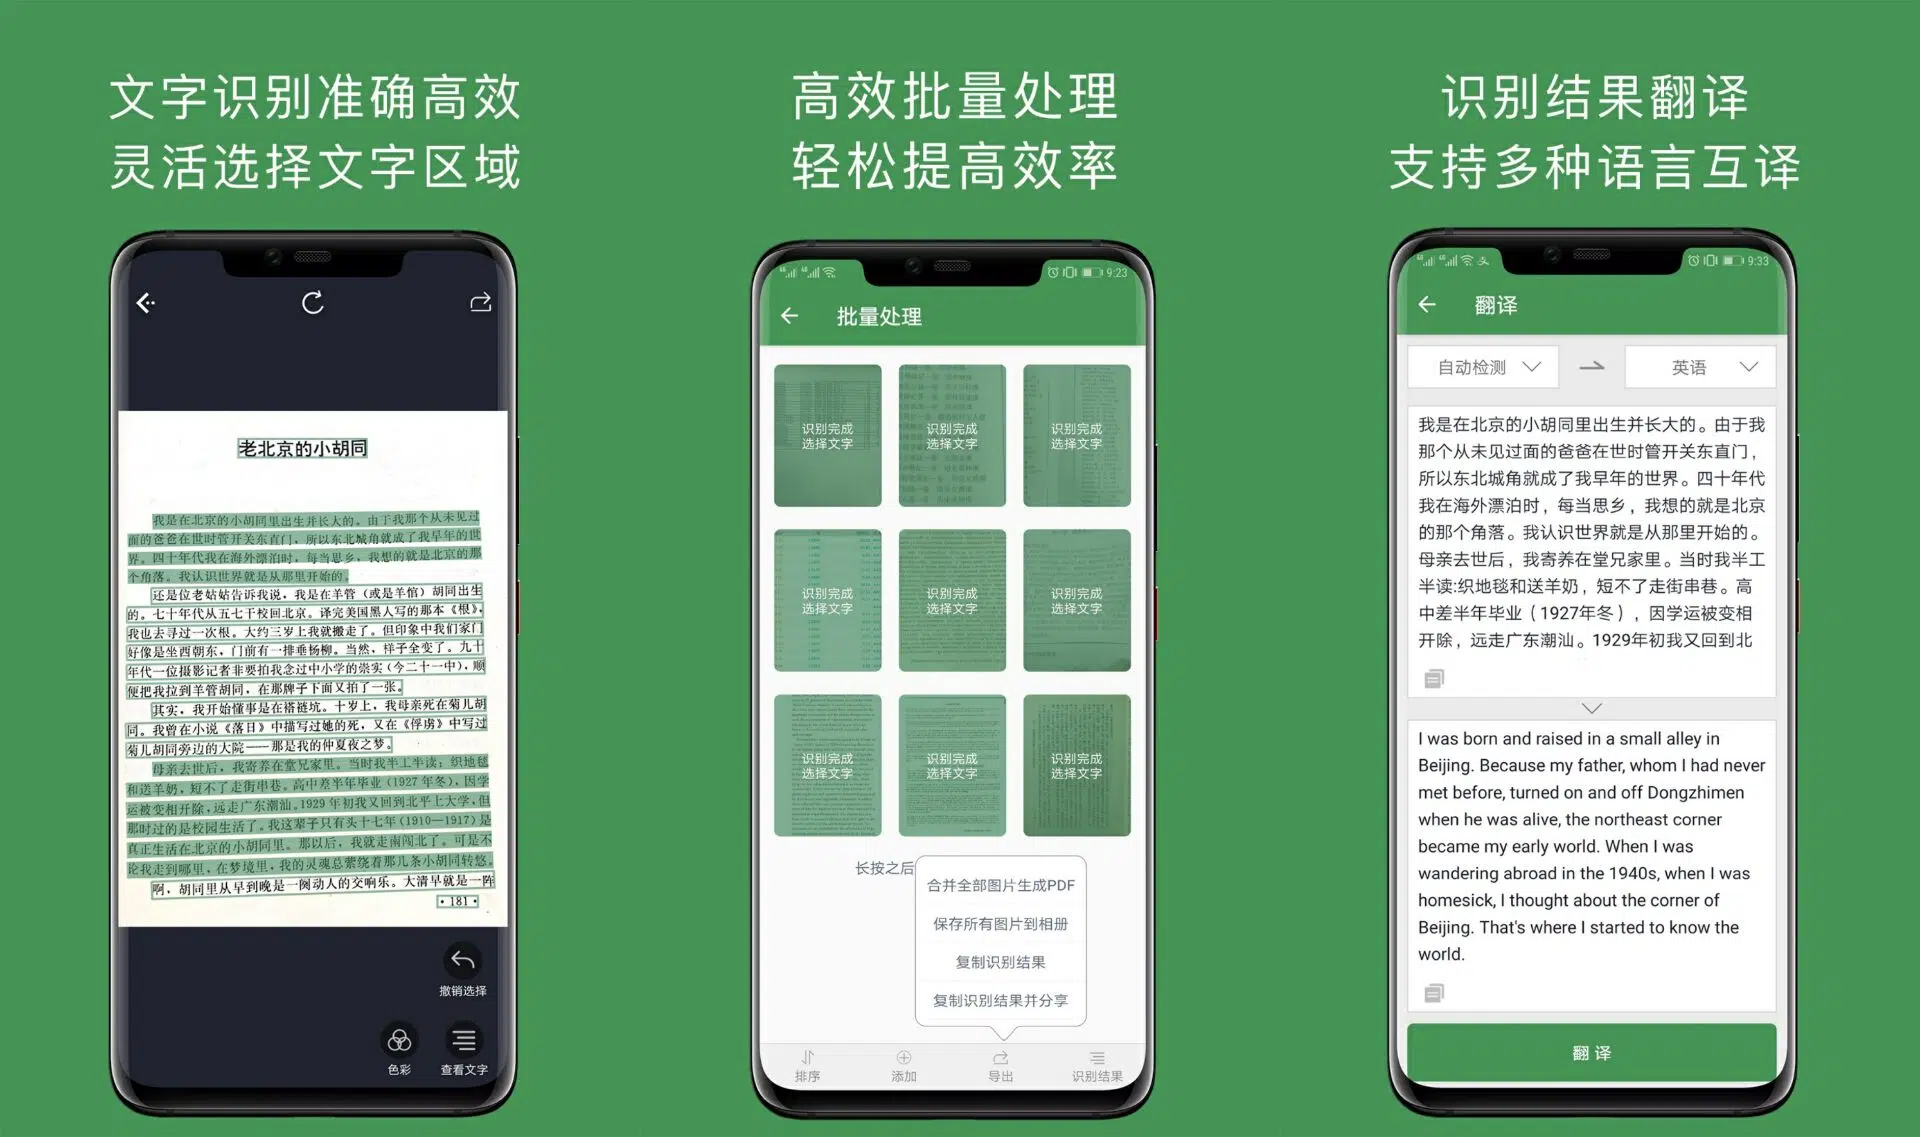 文字识别准确高效
灵活选择文字区域
老北京的小胡同
我是在北京的小胡同里出生并长大的。由于我那个从未见过
面的爸爸在世时管开关东直门，所以东北城角就成了我早年的世
界。四十年代我在海外漂泊时，每当思乡，我想的就是北京的那
个角落。我认识世界就是从那里开始的。
还是位老姑姑告诉我说，我是在羊管（或是羊倌）胡同出生
的。七十年代从五七干校回北京。译完美国黑人写的那本《根》，
我也去寻过一次根。大约三岁上我就搬走了。但印象中我们家门
好像是坐西朝东，门前有一排垂杨柳。当然，样子全变了。九十
年代一位摄影记者非要拍我念过中小学的崇实（今二十一中），顺
便把我拉到羊管胡同，在那牌子下面又拍了一张。
其实，我开始懂事是在褡裢坑。十岁上，我母亲死在菊儿胡
同。我曾在小说《落日》中描写过她的死，又在《俘虏》中写过
菊儿胡同旁边的大院——那是我的仲夏夜之梦。
母亲去世后，我寄养在堂兄家里。当时我半工半读：织地毯
和送羊奶，短不了走街串巷。高中差半年毕业（1927年冬），因学
运被变相开除，远走广东潮汕。1929年初我又回到北平上大学，但
那时过的是校园生活了。我这辈子只有头十七年（1910—1917）是
真正生活在北京的小胡同里。那以后，我就走南闯北了。可是不
论我走到哪里，在梦境里，我的灵魂总萦绕着那几条小胡同转悠。
啊，胡同里从早到晚是一阕动人的交响乐。大清早就是一阵
·181·
撤销选择
色彩
查看文字
高效批量处理
轻松提高效率
9:23
批量处理
识别完成
选择文字
识别完成
选择文字
识别完成
选择文字
识别完成
选择文字
识别完成
选择文字
识别完成
选择文字
识别完成
选择文字
识别完成
选择文字
识别完成
选择文字
长按之后
合并全部图片生成PDF
保存所有图片到相册
复制识别结果
复制识别结果并分享
排序
添加
导出
识别结果
识别结果翻译
支持多种语言互译
9:33
翻译
自动检测
英语
我是在北京的小胡同里出生并长大的。由于我
那个从未见过面的爸爸在世时管开关东直门，
所以东北城角就成了我早年的世界。四十年代
我在海外漂泊时，每当思乡，我想的就是北京
的那个角落。我认识世界就是从那里开始的。
母亲去世后，我寄养在堂兄家里。当时我半工
半读:织地毯和送羊奶，短不了走街串巷。高
中差半年毕业（1927年冬），因学运被变相
开除，远走广东潮汕。1929年初我又回到北
I was born and raised in a small alley in
Beijing. Because my father, whom I had never
met before, turned on and off Dongzhimen
when he was alive, the northeast corner
became my early world. When I was
wandering abroad in the 1940s, when I was
homesick, I thought about the corner of
Beijing. That's where I started to know the
world.
翻 译